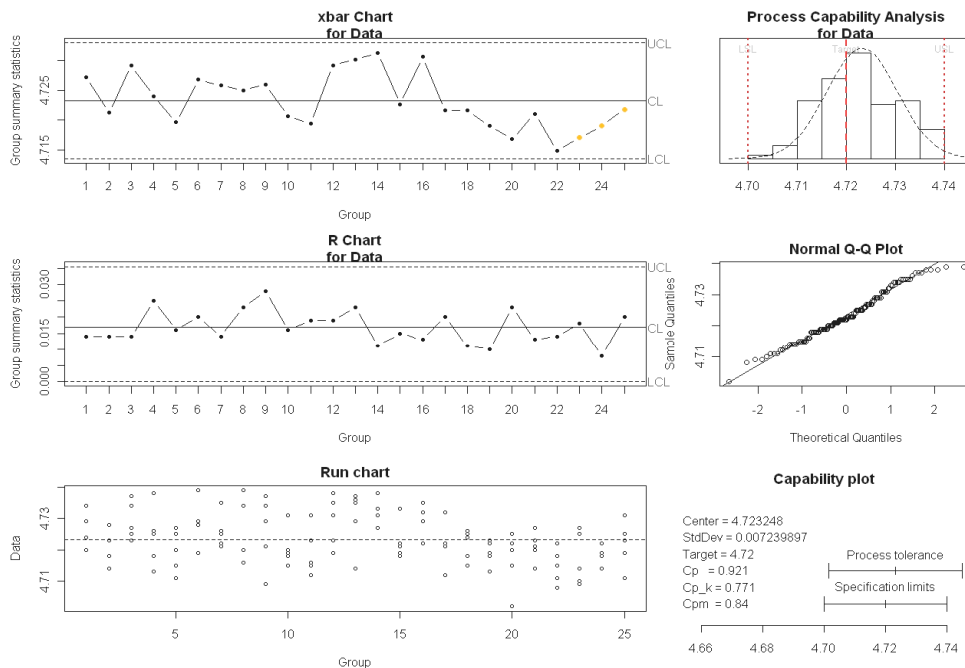 xbar Chart
for Data
Group summary statistics
4.715 4.725
UCL
CL
LCL
1 2 3 4 5 6 7 8 9 10 11 12 13 14 15 16 17 18 19 20 21 22 23 24
Group
Process Capability Analysis
for Data
LSL Target USL
4.70 4.71 4.72 4.73 4.74
R Chart
for Data
Group summary statistics
0.000 0.015 0.030
UCL
CL
LCL
1 2 3 4 5 6 7 8 9 10 11 12 13 14 15 16 17 18 19 20 21 22 23 24
Group
Normal Q-Q Plot
Sample Quantiles
4.71 4.73
-2 -1 0 1 2
Theoretical Quantiles
Run chart
Data
4.71 4.73
5 10 15 20 25
Group
Capability plot
Center = 4.723248
StdDev = 0.007239897
Target = 4.72
Cp = 0.921
Cp_k = 0.771
Cpm = 0.84
Process tolerance
Specification limits
4.66 4.68 4.70 4.72 4.74